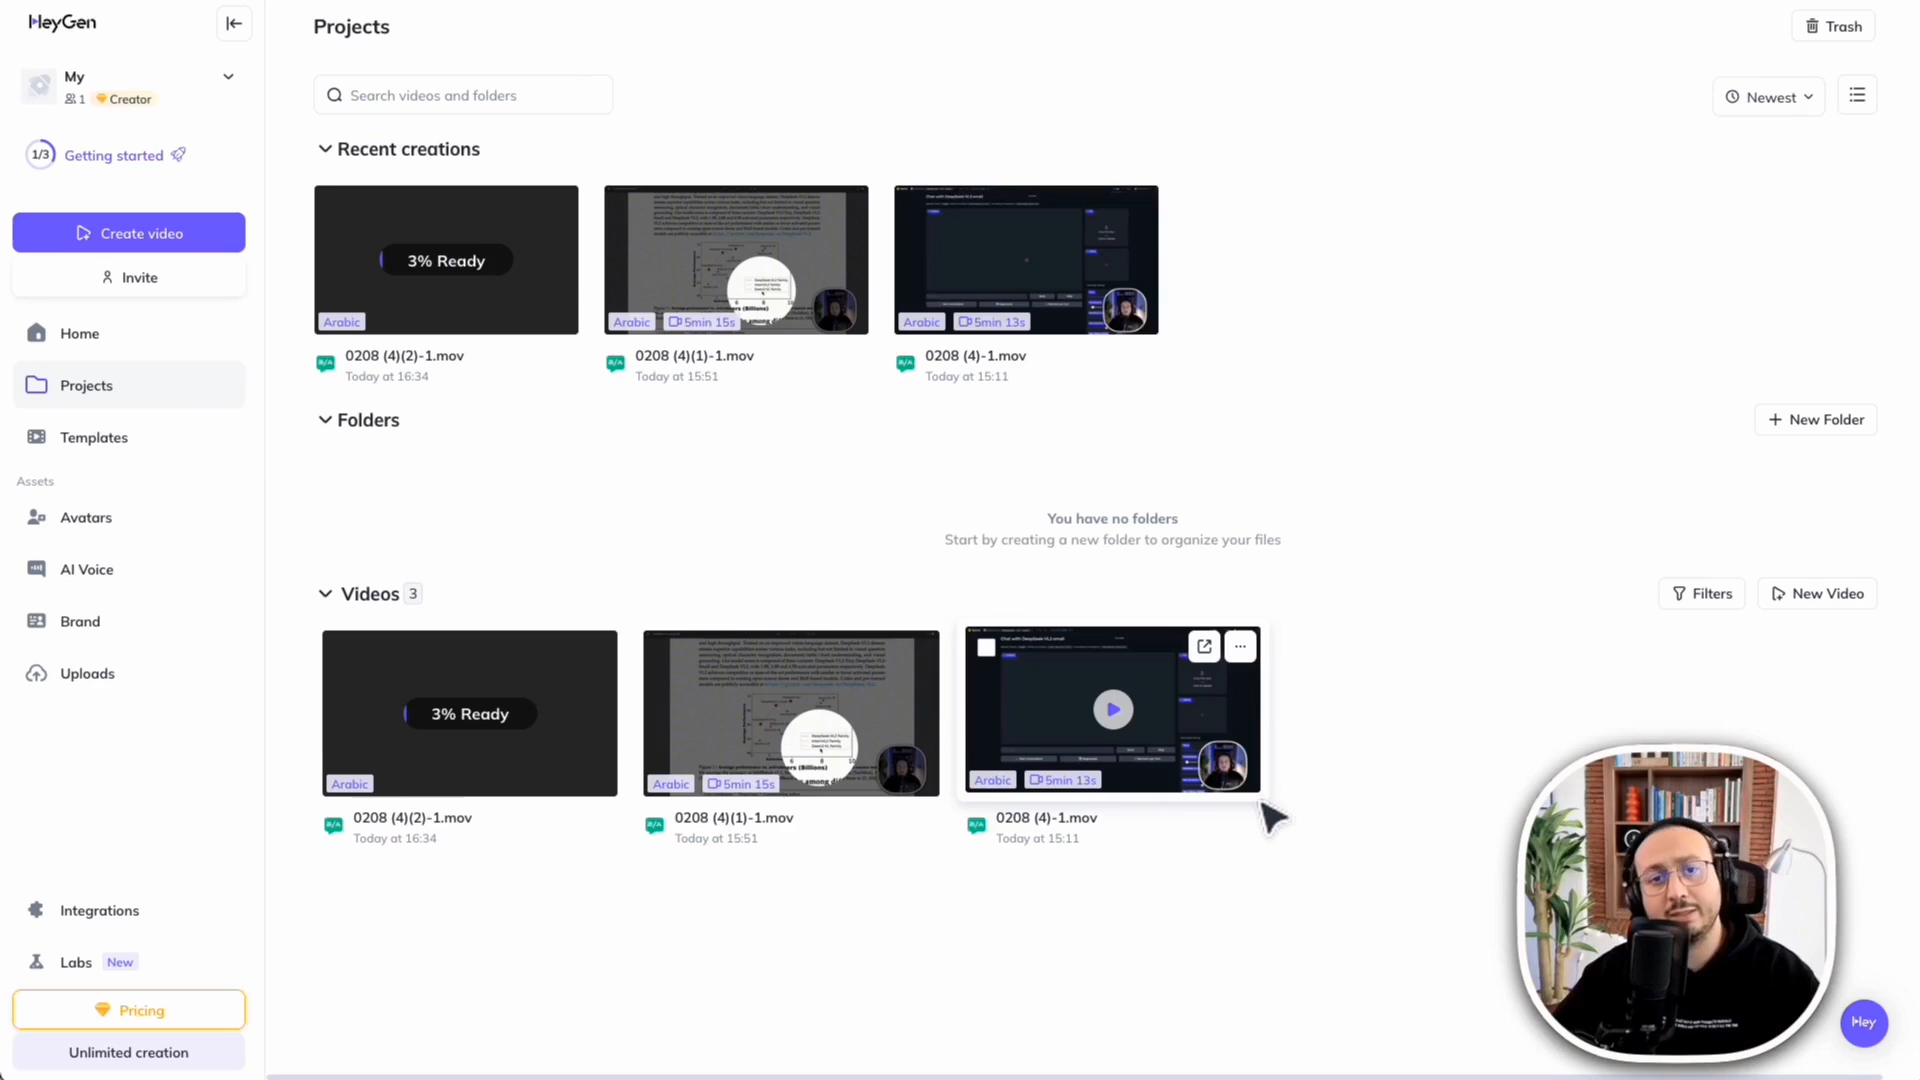 HeyGen
My
1
Creator
1/3 Getting started
Create video
Invite
Home
Projects
Templates
Assets
Avatars
AI Voice
Brand
Uploads
Integrations
Labs New
Pricing
Unlimited creation
Projects
Trash
Search videos and folders
Newest
Recent creations
3% Ready
Arabic
0208 (4)(2)-1.mov
Today at 16:34
Arabic 5min 15s
0208 (4)(1)-1.mov
Today at 15:51
Arabic 5min 13s
0208 (4)-1.mov
Today at 15:11
Folders
New Folder
You have no folders
Start by creating a new folder to organize your files
Videos 3
Filters
New Video
3% Ready
Arabic
0208 (4)(2)-1.mov
Today at 16:34
Arabic 5min 15s
0208 (4)(1)-1.mov
Today at 15:51
Arabic 5min 13s
0208 (4)-1.mov
Today at 15:11
Hey